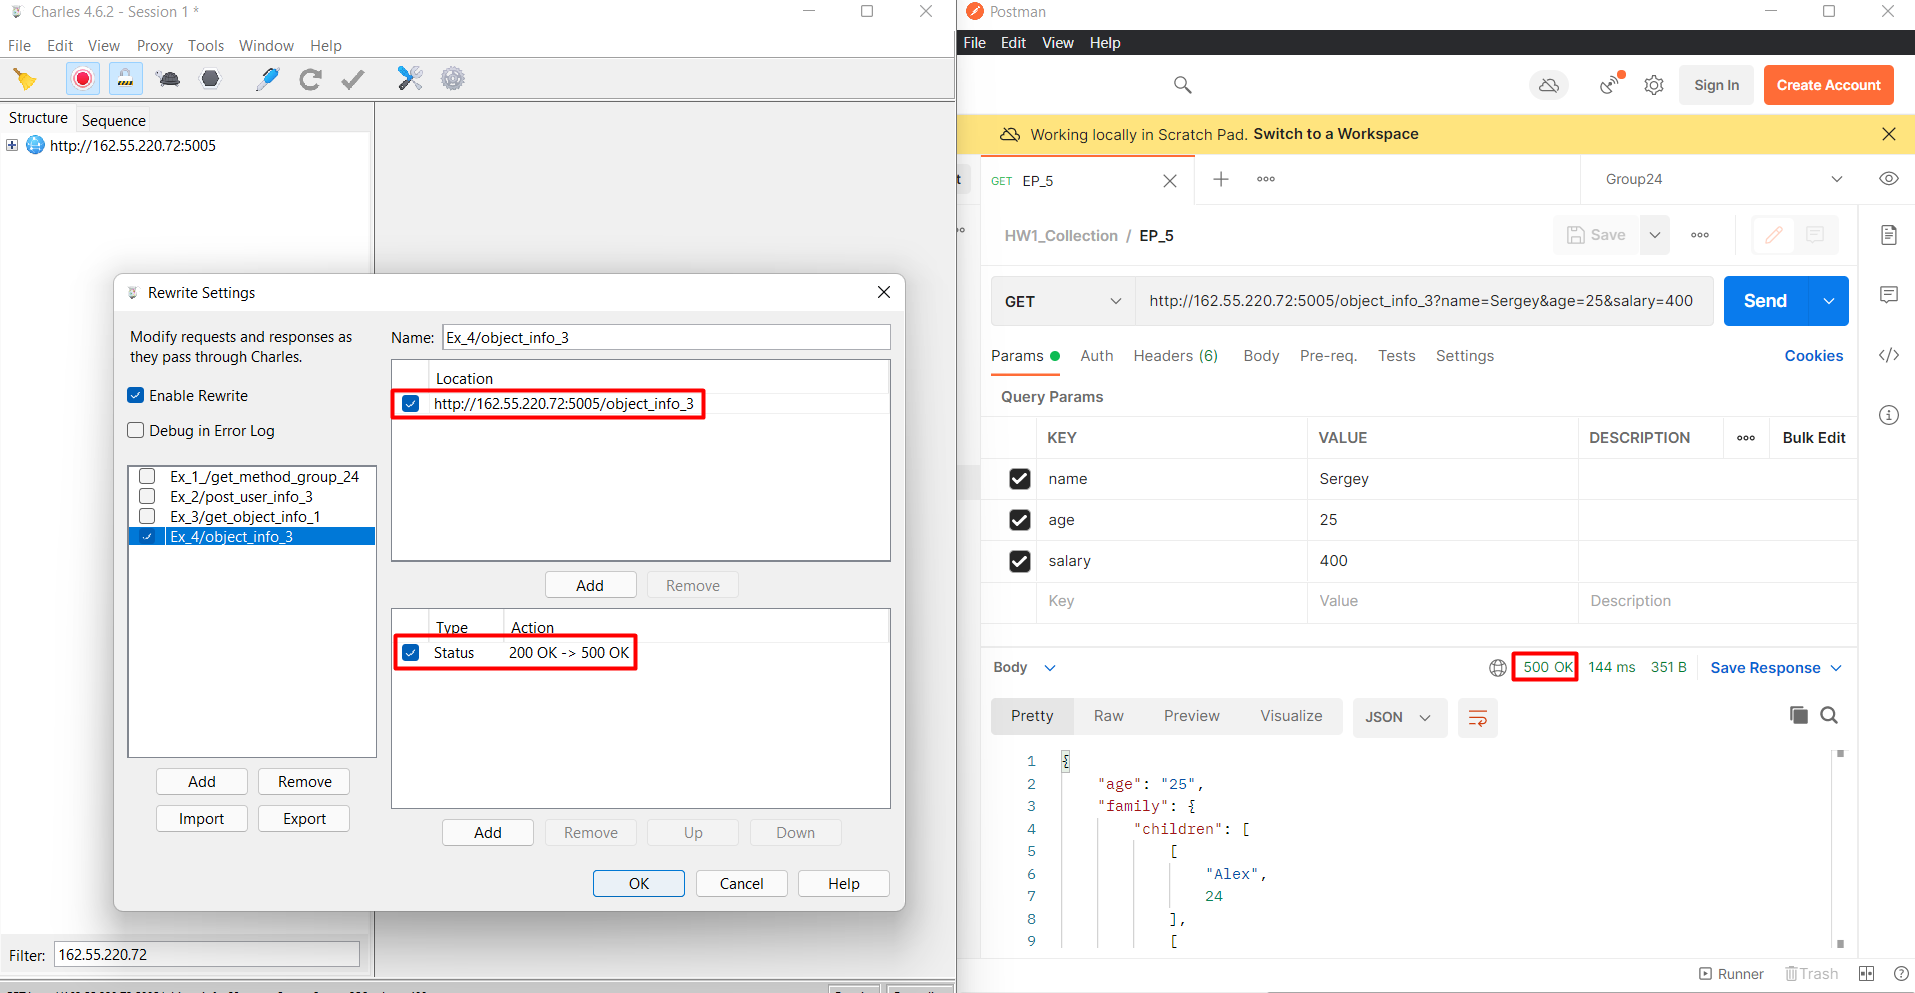 Charles 4.6.2 - Session 1 *
File Edit View Proxy Tools Window Help
Structure Sequence
http://162.55.220.72:5005
Rewrite Settings
Modify requests and responses as
they pass through Charles.
Enable Rewrite
Debug in Error Log
Ex_1_/get_method_group_24
Ex_2/post_user_info_3
Ex_3/get_object_info_1
Ex_4/object_info_3
Add Remove
Import Export
Name: Ex_4/object_info_3
Location
http://162.55.220.72:5005/object_info_3
Add Remove
Type Action
Status 200 OK -> 500 OK
Add Remove Up Down
OK Cancel Help
Filter: 162.55.220.72
Postman
File Edit View Help
Sign In Create Account
Working locally in Scratch Pad. Switch to a Workspace
GET EP_5 Group24
HW1_Collection / EP_5 Save
GET http://162.55.220.72:5005/object_info_3?name=Sergey&age=25&salary=400 Send
Params Auth Headers (6) Body Pre-req. Tests Settings Cookies
Query Params
KEY VALUE DESCRIPTION Bulk Edit
name Sergey
age 25
salary 400
Key Value Description
Body 500 OK 144 ms 351 B Save Response
Pretty Raw Preview Visualize JSON
1 {
2 "age": "25",
3 "family": {
4 "children": [
5 [
6 "Alex",
7 24
8 ],
9 [
Runner Trash